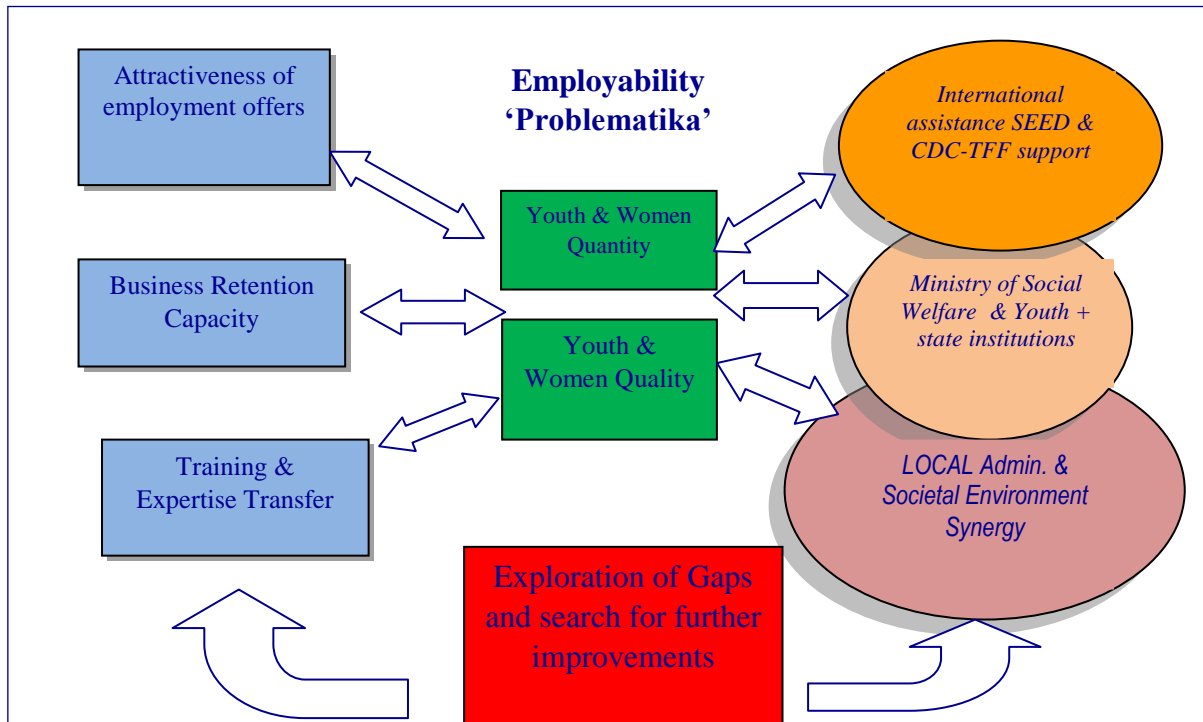 Attractiveness of
employment offers
Employability
‘Problematika’
International
assistance SEED &
CDC-TFF support
Youth & Women
Quantity
Business Retention
Capacity
Ministry of Social
Welfare & Youth +
state institutions
Youth &
Women Quality
Training &
Expertise Transfer
LOCAL Admin. &
Societal Environment
Synergy
Exploration of Gaps
and search for further
improvements